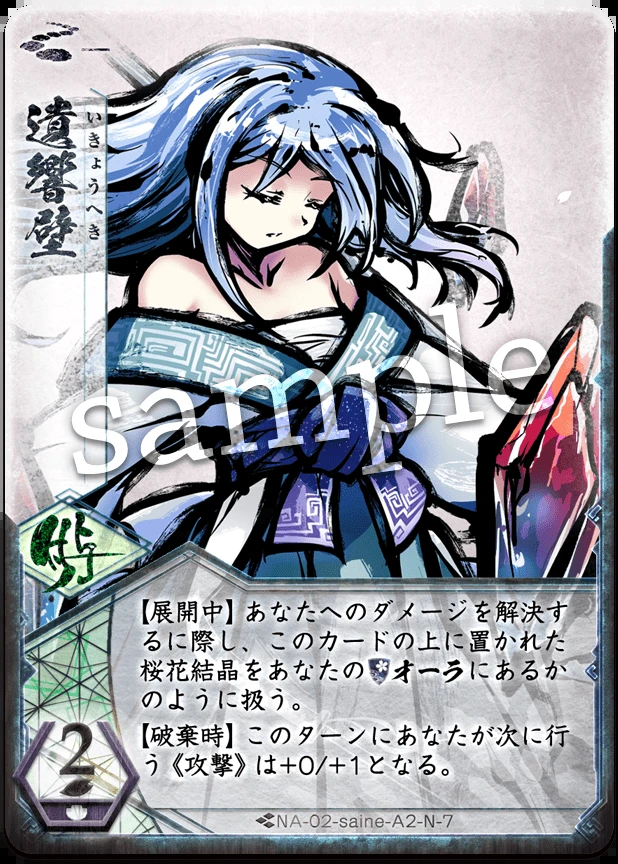 遺響壁
いきょうへき
sample
付与
【展開中】あなたへのダメージを解決す
るに際し、このカードの上に置かれた
桜花結晶をあなたのオーラにあるか
のように扱う。
【破棄時】このターンにあなたが次に行
う《攻撃》は+0/+1となる。
2
NA-02-saine-A2-N-7